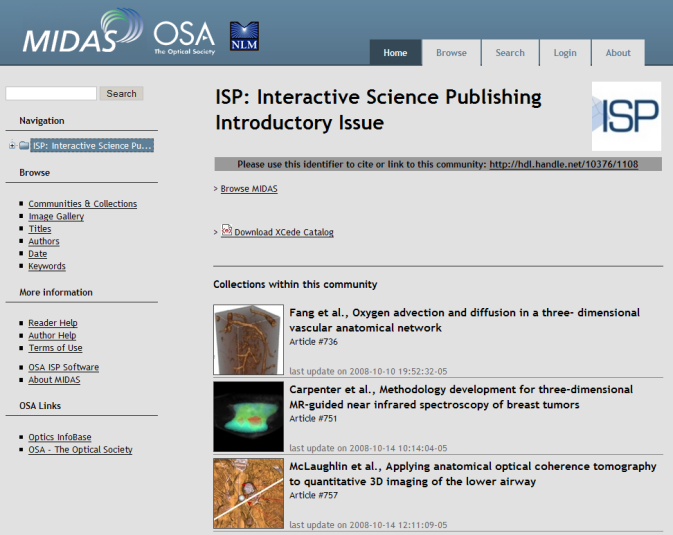 MIDAS
OSA
The Optical Society
NLM
Home
Browse
Search
Login
About
Search
Navigation
ISP: Interactive Science Pu...
Browse
Communities & Collections
Image Gallery
Titles
Authors
Date
Keywords
More information
Reader Help
Author Help
Terms of Use
OSA ISP Software
About MIDAS
OSA Links
Optics InfoBase
OSA - The Optical Society
ISP: Interactive Science Publishing
Introductory Issue
ISP
Please use this identifier to cite or link to this community: http://hdl.handle.net/10376/1108
> Browse MIDAS
> Download XCede Catalog
Collections within this community
Fang et al., Oxygen advection and diffusion in a three- dimensional
vascular anatomical network
Article #736
last update on 2008-10-10 19:52:32-05
Carpenter et al., Methodology development for three-dimensional
MR-guided near infrared spectroscopy of breast tumors
Article #751
last update on 2008-10-14 10:14:04-05
McLaughlin et al., Applying anatomical optical coherence tomography
to quantitative 3D imaging of the lower airway
Article #757
last update on 2008-10-14 12:11:09-05